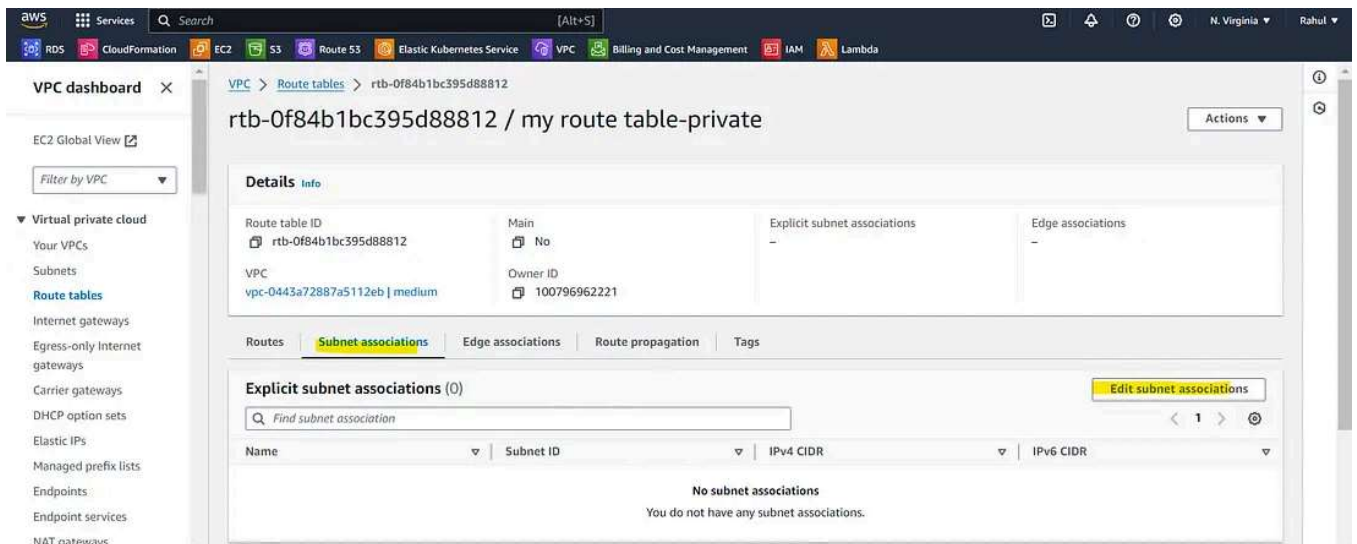 aws Services Search [Alt+S] N. Virginia Rahul
RDS CloudFormation EC2 S3 Route 53 Elastic Kubernetes Service VPC Billing and Cost Management IAM Lambda
VPC dashboard
EC2 Global View
Filter by VPC
Virtual private cloud
Your VPCs
Subnets
Route tables
Internet gateways
Egress-only Internet
gateways
Carrier gateways
DHCP option sets
Elastic IPs
Managed prefix lists
Endpoints
Endpoint services
NAT gateways
VPC > Route tables > rtb-0f84b1bc395d88812
rtb-0f84b1bc395d88812 / my route table-private
Actions
Details Info
Route table ID
rtb-0f84b1bc395d88812
Main
No
Explicit subnet associations
–
Edge associations
–
VPC
vpc-0443a72887a5112eb | medium
Owner ID
100796962221
Routes Subnet associations Edge associations Route propagation Tags
Explicit subnet associations (0)
Edit subnet associations
Find subnet association
1
Name Subnet ID IPv4 CIDR IPv6 CIDR
No subnet associations
You do not have any subnet associations.